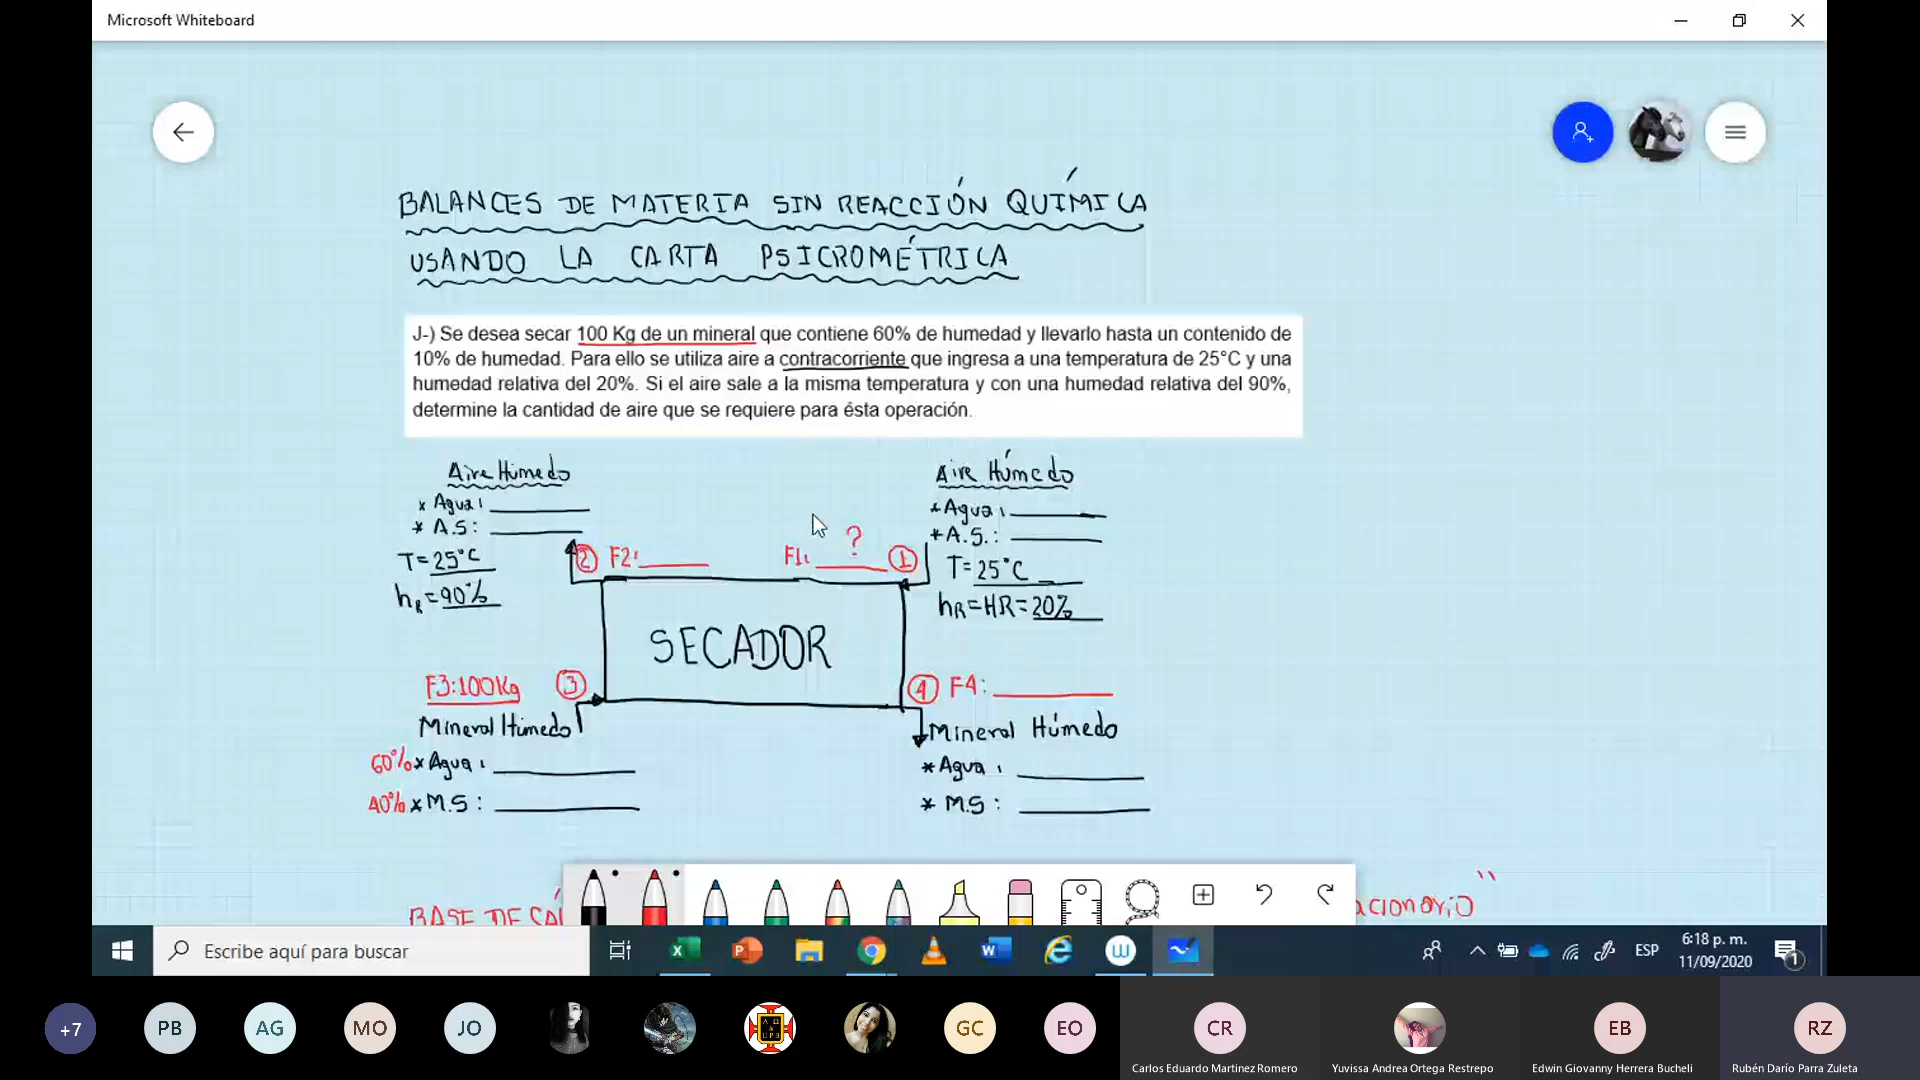 Microsoft Whiteboard
BALANCES DE MATERIA SIN REACCIÓN QUÍMICA
USANDO LA CARTA PSICROMÉTRICA
J-) Se desea secar 100 Kg de un mineral que contiene 60% de humedad y llevarlo hasta un contenido de
10% de humedad. Para ello se utiliza aire a contracorriente que ingresa a una temperatura de 25°C y una
humedad relativa del 20%. Si el aire sale a la misma temperatura y con una humedad relativa del 90%,
determine la cantidad de aire que se requiere para ésta operación.
Aire Húmedo
* Agua:
* A.S:
T=25°C
hR=90%
② F2:
F1: ? ①
Aire Húmedo
* Agua:
* A.S.:
T=25°C
hR=HR=20%
SECADOR
F3:100Kg ③
Mineral Húmedo
60% * Agua:
40% * M.S:
④ F4:
Mineral Húmedo
* Agua:
* M.S:
BASE DE CÁ
acionario"
Escribe aquí para buscar
ESP
6:18 p. m.
11/09/2020
1
+7
PB
AG
MO
JO
GC
EO
CR
EB
RZ
Carlos Eduardo Martinez Romero
Yuvissa Andrea Ortega Restrepo
Edwin Giovanny Herrera Bucheli
Rubén Darío Parra Zuleta